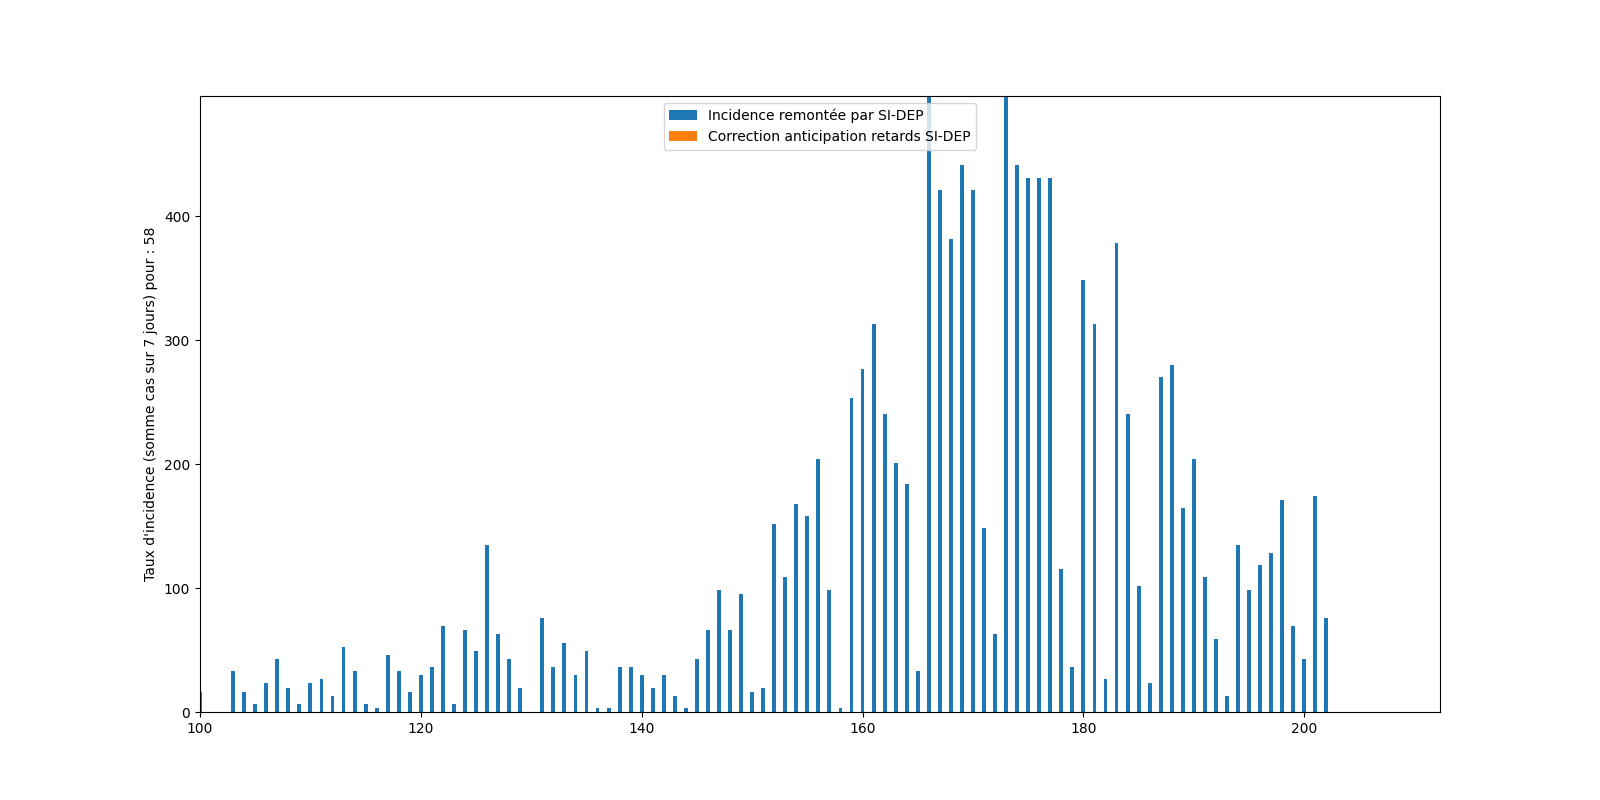 Incidence remontée par SI-DEP
Correction anticipation retards SI-DEP
Taux d'incidence (somme cas sur 7 jours) pour : 58
400
300
200
100
0
100 120 140 160 180 200